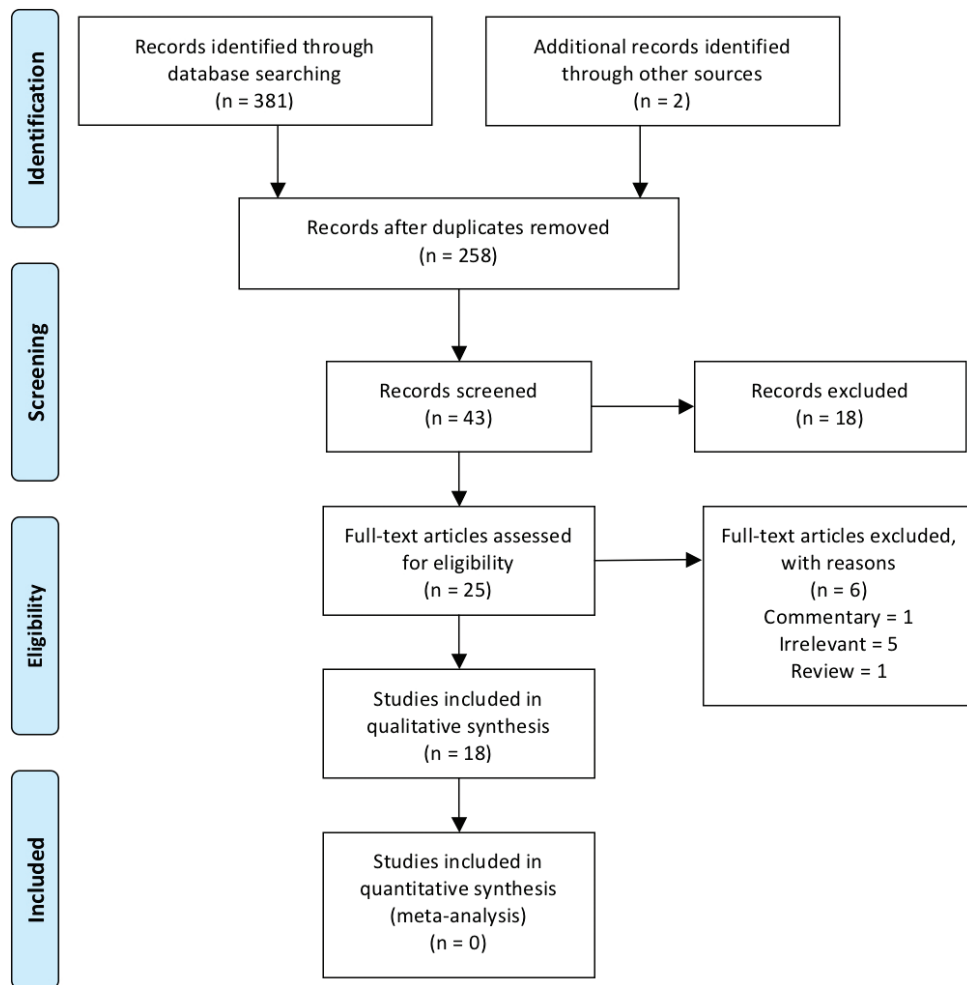 Identification
Records identified through
database searching
(n = 381)
Additional records identified
through other sources
(n = 2)
Records after duplicates removed
(n = 258)
Screening
Records screened
(n = 43)
Records excluded
(n = 18)
Eligibility
Full-text articles assessed
for eligibility
(n = 25)
Full-text articles excluded,
with reasons
(n = 6)
Commentary = 1
Irrelevant = 5
Review = 1
Studies included in
qualitative synthesis
(n = 18)
Included
Studies included in
quantitative synthesis
(meta-analysis)
(n = 0)